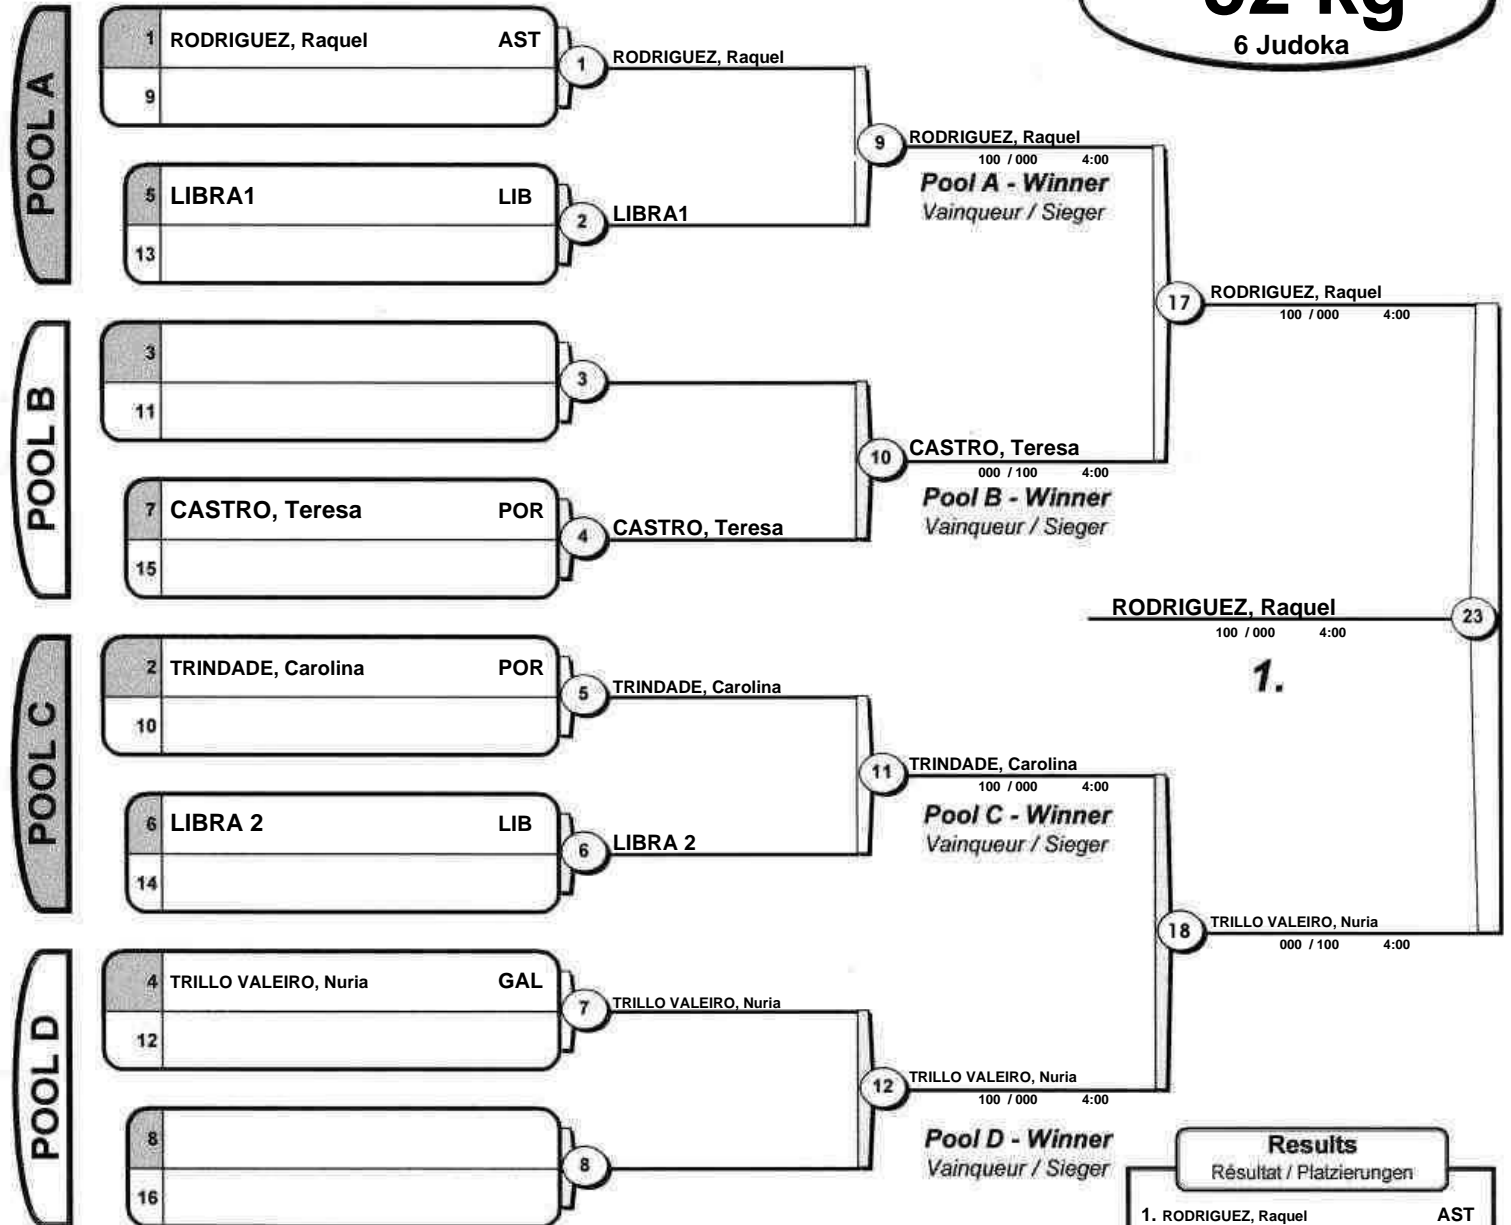 6 Judoka
POOL A
1 RODRIGUEZ, Raquel AST
9
1 RODRIGUEZ, Raquel
5 LIBRA1 LIB
13
2 LIBRA1
9 RODRIGUEZ, Raquel
100 / 000 4:00
Pool A - Winner
Vainqueur / Sieger
POOL B
3
11
3
7 CASTRO, Teresa POR
15
4 CASTRO, Teresa
10 CASTRO, Teresa
000 / 100 4:00
Pool B - Winner
Vainqueur / Sieger
17 RODRIGUEZ, Raquel
100 / 000 4:00
RODRIGUEZ, Raquel 23
100 / 000 4:00
1.
POOL C
2 TRINDADE, Carolina POR
10
5 TRINDADE, Carolina
6 LIBRA 2 LIB
14
6 LIBRA 2
11 TRINDADE, Carolina
100 / 000 4:00
Pool C - Winner
Vainqueur / Sieger
18 TRILLO VALEIRO, Nuria
000 / 100 4:00
POOL D
4 TRILLO VALEIRO, Nuria GAL
12
7 TRILLO VALEIRO, Nuria
8
16
8
12 TRILLO VALEIRO, Nuria
100 / 000 4:00
Pool D - Winner
Vainqueur / Sieger
Results
Résultat / Platzierungen
1. RODRIGUEZ, Raquel AST